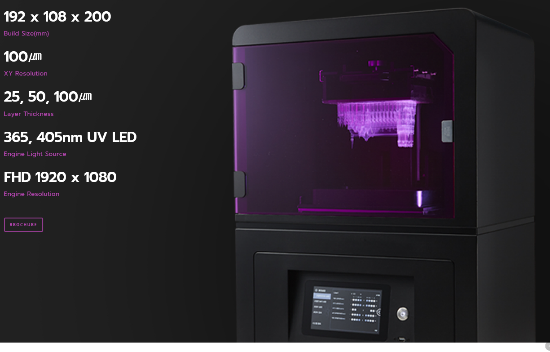 192 x 108 x 200
Build Size(mm)
100㎛
XY Resolution
25, 50, 100㎛
Layer Thickness
365, 405nm UV LED
Engine Light Source
FHD 1920 x 1080
Engine Resolution
BROCHURE